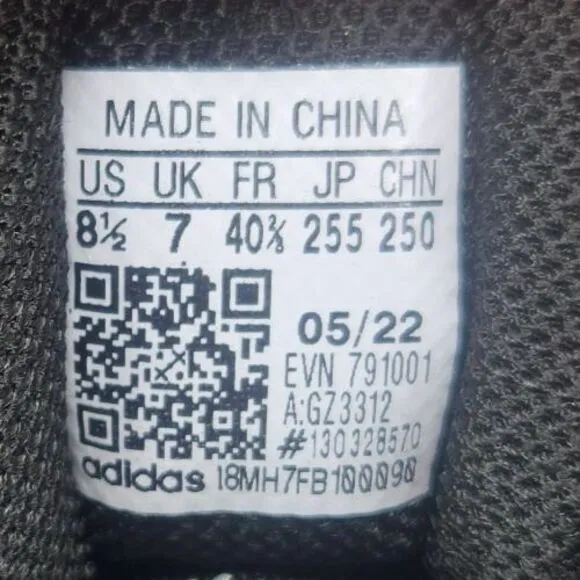 MADE IN CHINA
US UK FR JP CHN
8½ 7 40⅔ 255 250
05/22
EVN 791001
A:GZ3312
#130328570
adidas 18MH7FB100090